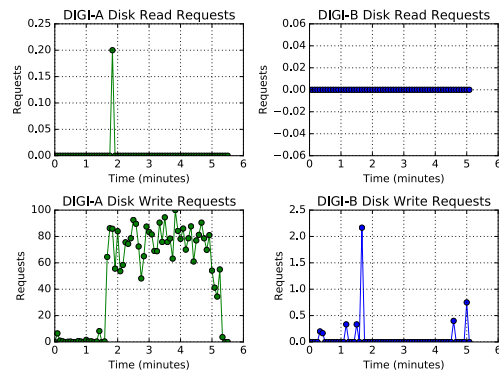 DIGI-A Disk Read Requests
0.25
0.20
0.15
0.10
0.05
0.00
Requests
0 1 2 3 4 5 6
Time (minutes)
DIGI-B Disk Read Requests
0.06
0.04
0.02
0.00
−0.02
−0.04
−0.06
Requests
0 1 2 3 4 5 6
Time (minutes)
DIGI-A Disk Write Requests
100
80
60
40
20
0
Requests
0 1 2 3 4 5 6
Time (minutes)
DIGI-B Disk Write Requests
2.5
2.0
1.5
1.0
0.5
0.0
Requests
0 1 2 3 4 5 6
Time (minutes)